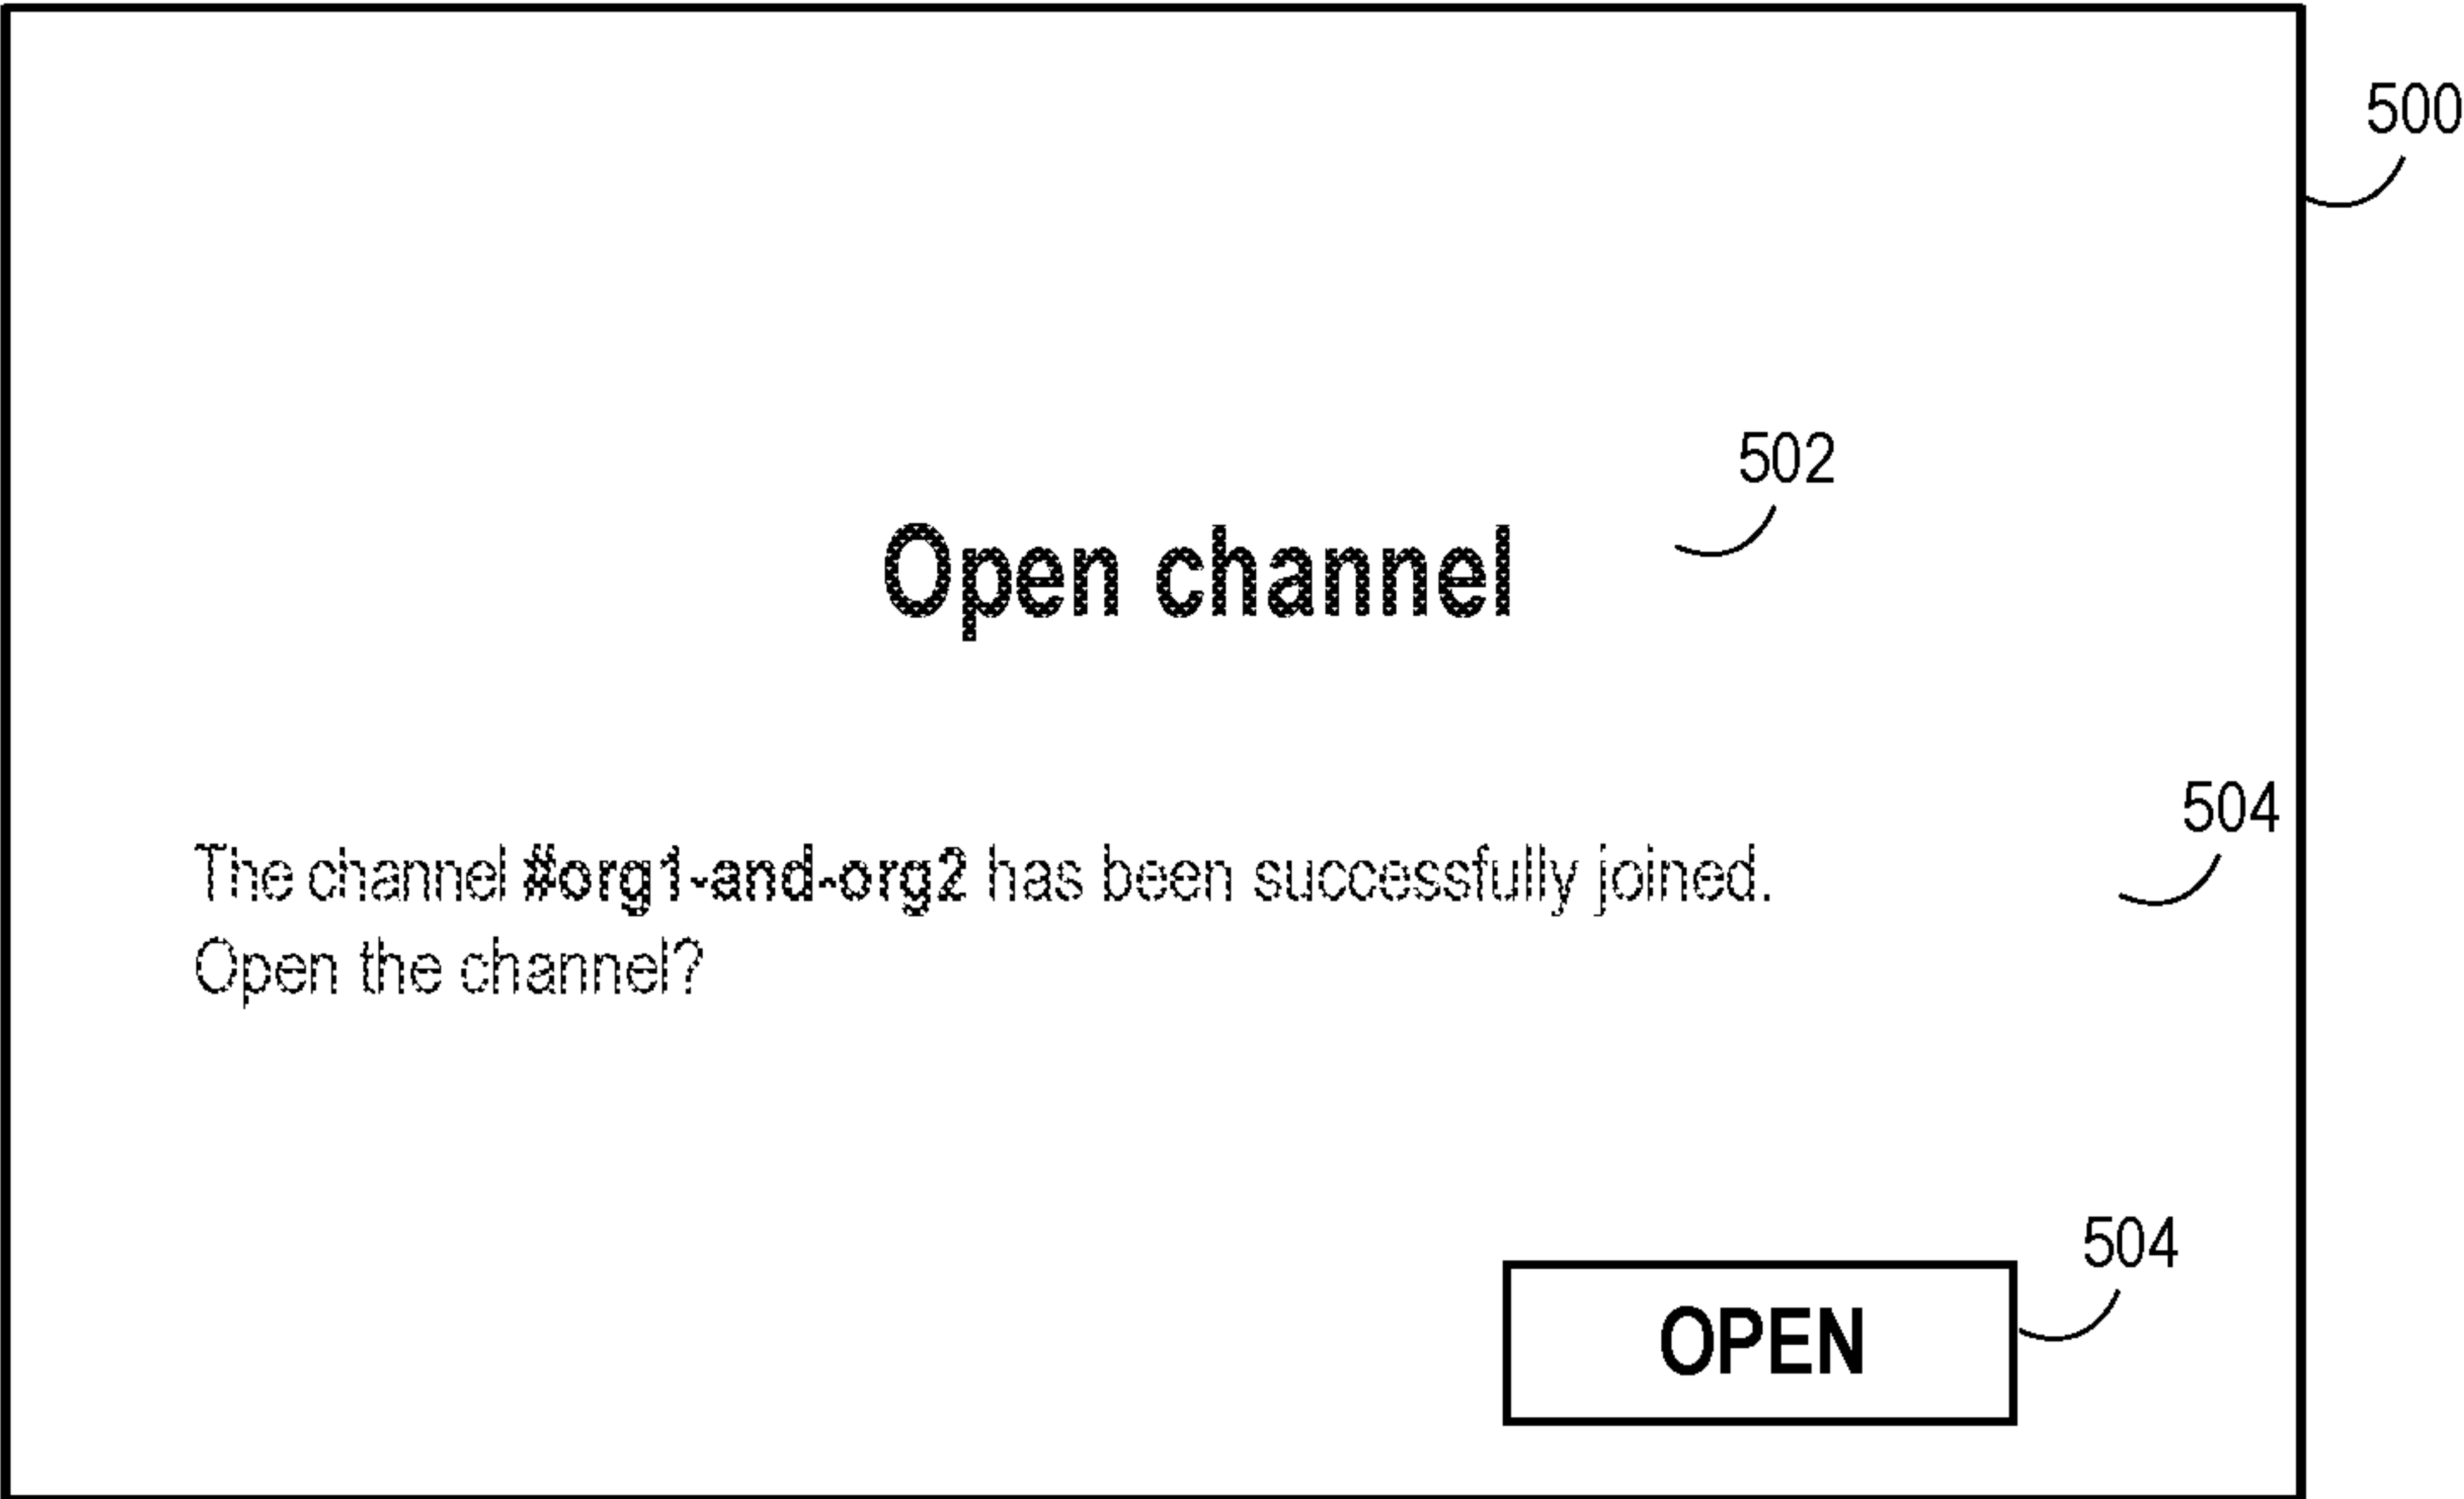 500
502
Open channel
504
The channel #org1-and-org2 has been successfully joined.
Open the channel?
504
OPEN